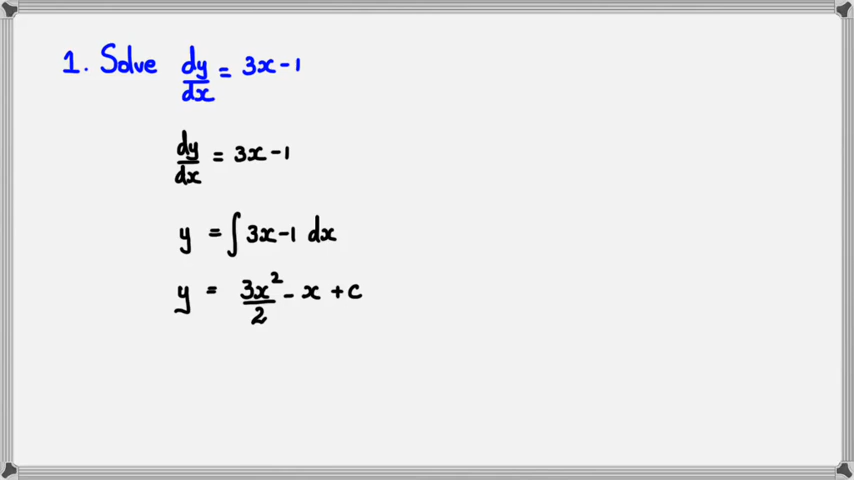 1. Solve dy/dx = 3x - 1
dy/dx = 3x - 1
y = ∫ 3x - 1 dx
y = 3x²/2 - x + c